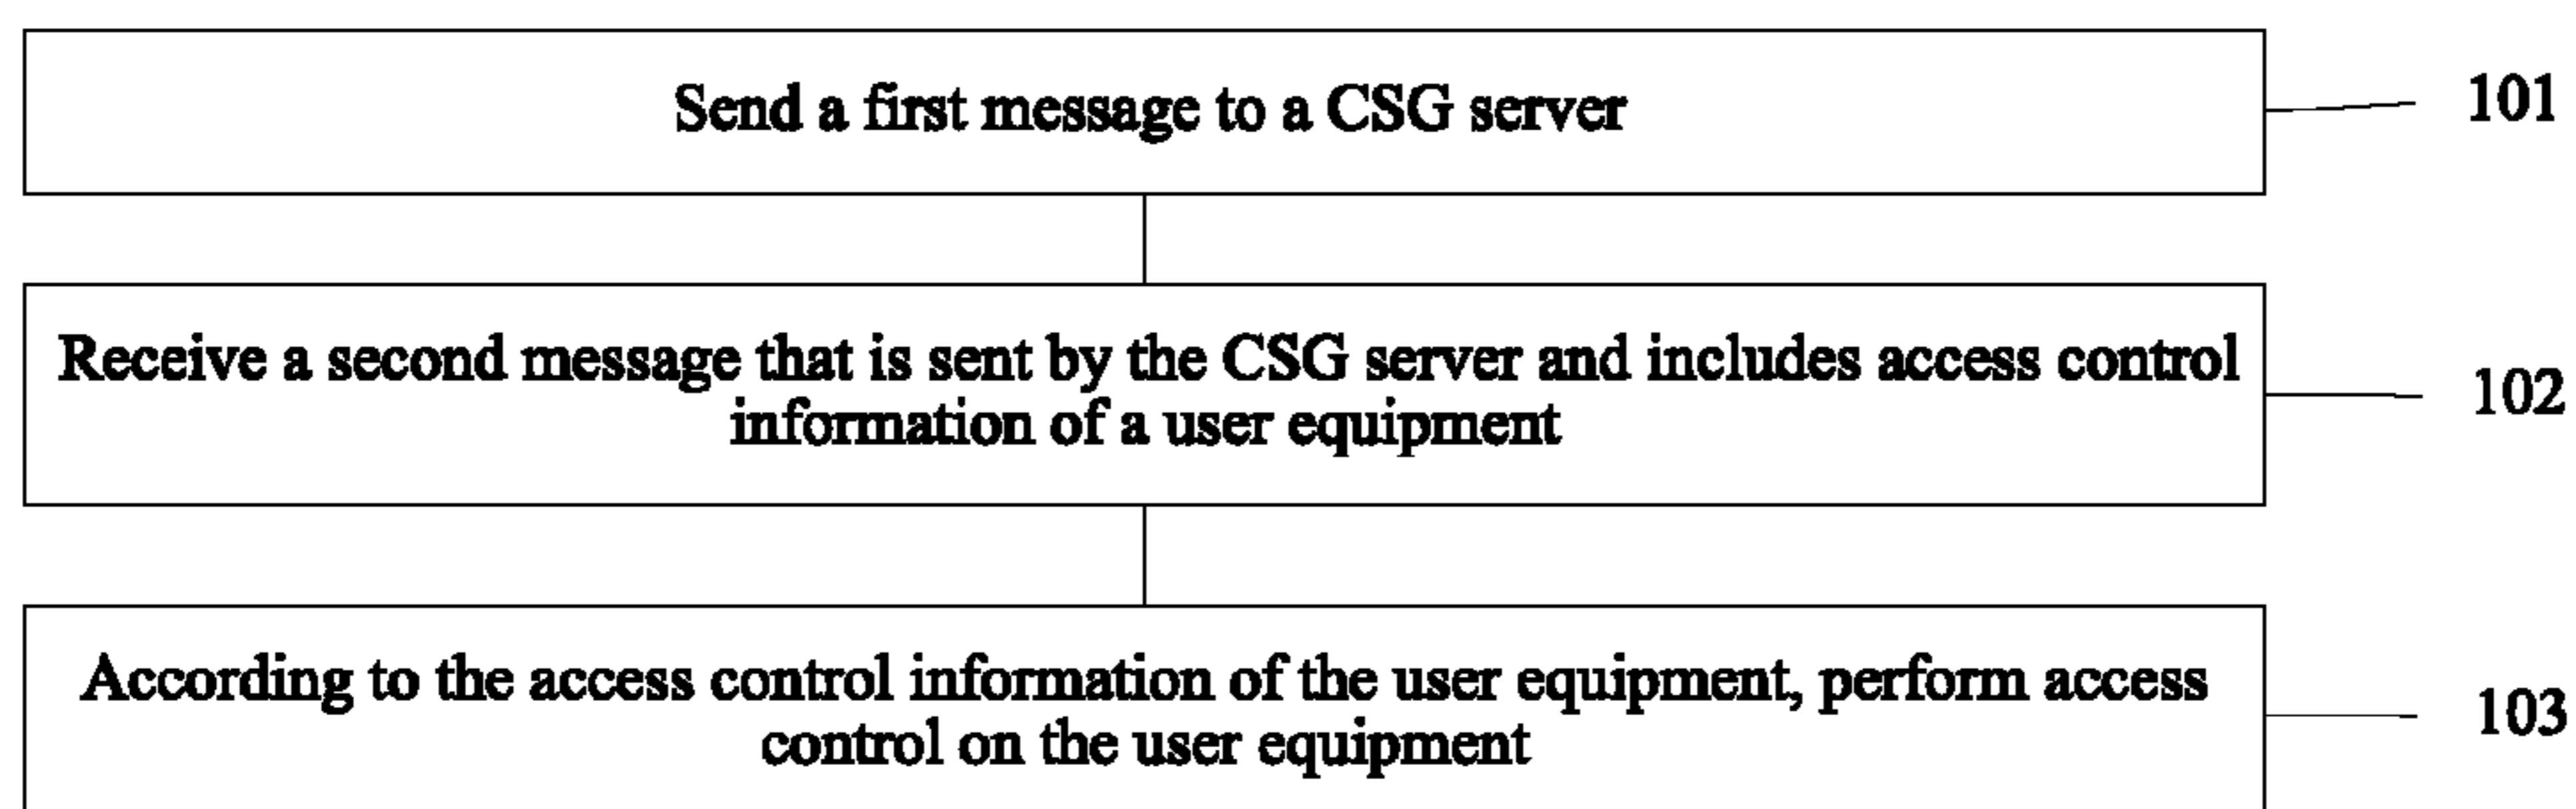 Send a first message to a CSG server
101
Receive a second message that is sent by the CSG server and includes access control
information of a user equipment
102
According to the access control information of the user equipment, perform access
control on the user equipment
103